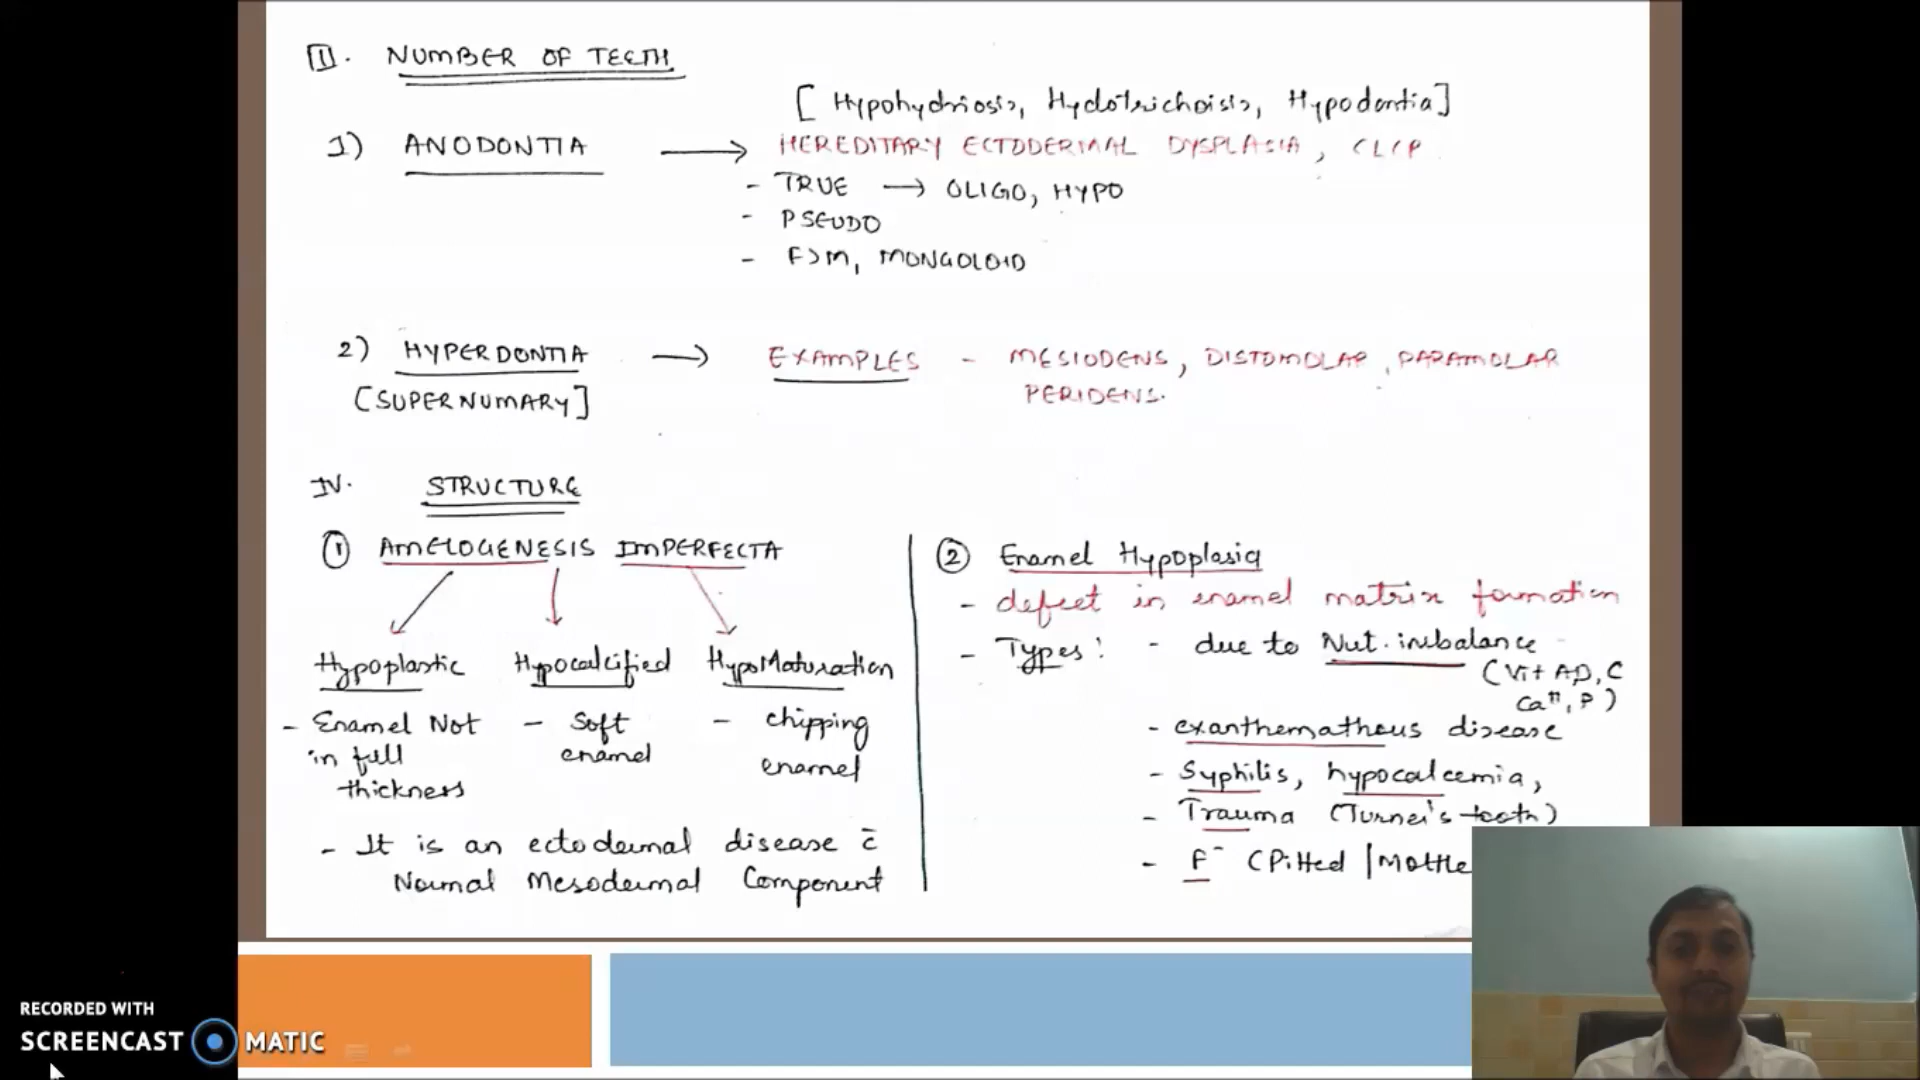 II. NUMBER OF TEETH
[Hypohydriosis, Hydotrichoisis, Hypodontia]
1) ANODONTIA → HEREDITARY ECTODERMAL DYSPLASIA, CLCP
- TRUE → OLIGO, HYPO
- PSEUDO
- F>M, MONGOLOID
2) HYPERDONTIA → EXAMPLES - MESIODENS, DISTOMOLAR, PARAMOLAR
[SUPERNUMARY] PERIDENS.
IV. STRUCTURE
① AMELOGENESIS IMPERFECTA
Hypoplastic Hypocalcified HypoMaturation
- Enamel Not in full thickness
- Soft enamel
- chipping enamel
- It is an ectodermal disease c̄
Normal Mesodermal Component
② Enamel Hypoplasia
- defect in enamel matrix formation
- Types: - due to Nut. imbalance
(Vit AD, C
Ca⁺⁺, P)
- exanthemathous disease
- Syphilis, hypocalcemia,
- Trauma (Turner's tooth)
- F⁻ (Pitted | Mottle
RECORDED WITH
SCREENCAST MATIC